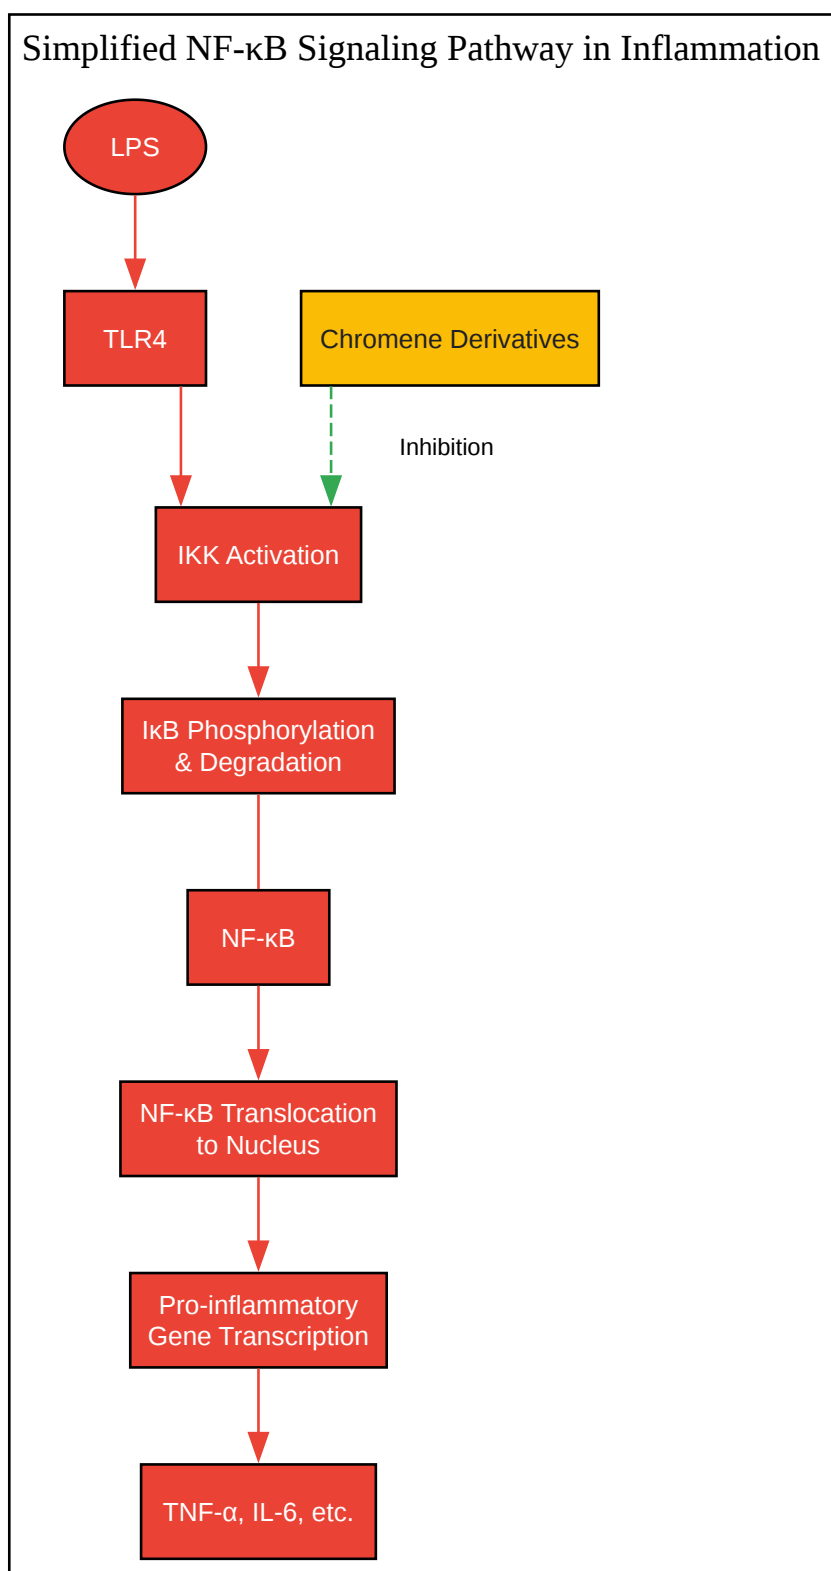 Simplified NF-κB Signaling Pathway in Inflammation
LPS
TLR4
Chromene Derivatives
Inhibition
IKK Activation
IκB Phosphorylation
& Degradation
NF-κB
NF-κB Translocation
to Nucleus
Pro-inflammatory
Gene Transcription
TNF-α, IL-6, etc.